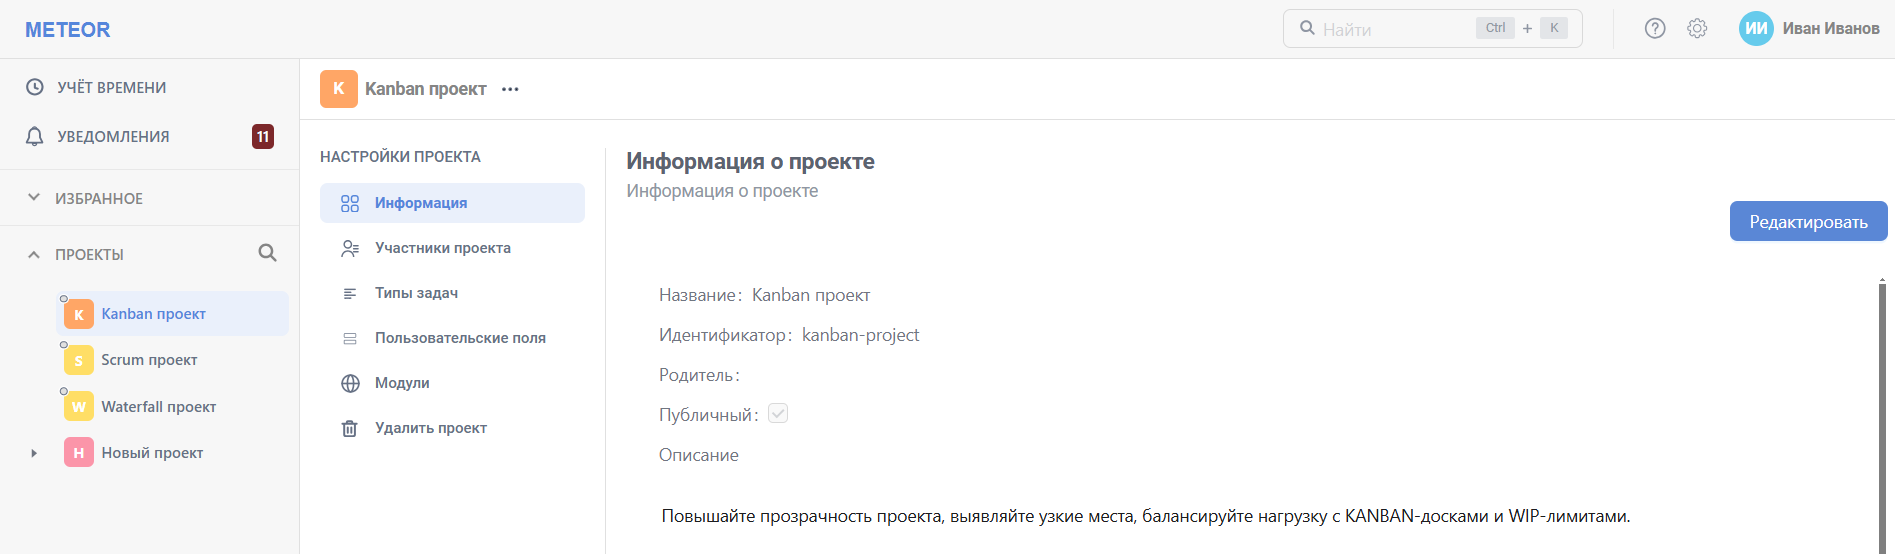 METEOR
Найти Ctrl + K
ИИ Иван Иванов
УЧЁТ ВРЕМЕНИ
УВЕДОМЛЕНИЯ 11
ИЗБРАННОЕ
ПРОЕКТЫ
K Kanban проект
S Scrum проект
W Waterfall проект
Н Новый проект
K Kanban проект ...
НАСТРОЙКИ ПРОЕКТА
Информация
Участники проекта
Типы задач
Пользовательские поля
Модули
Удалить проект
Информация о проекте
Информация о проекте
Редактировать
Название: Kanban проект
Идентификатор: kanban-project
Родитель:
Публичный:
Описание
Повышайте прозрачность проекта, выявляйте узкие места, балансируйте нагрузку с KANBAN-досками и WIP-лимитами.